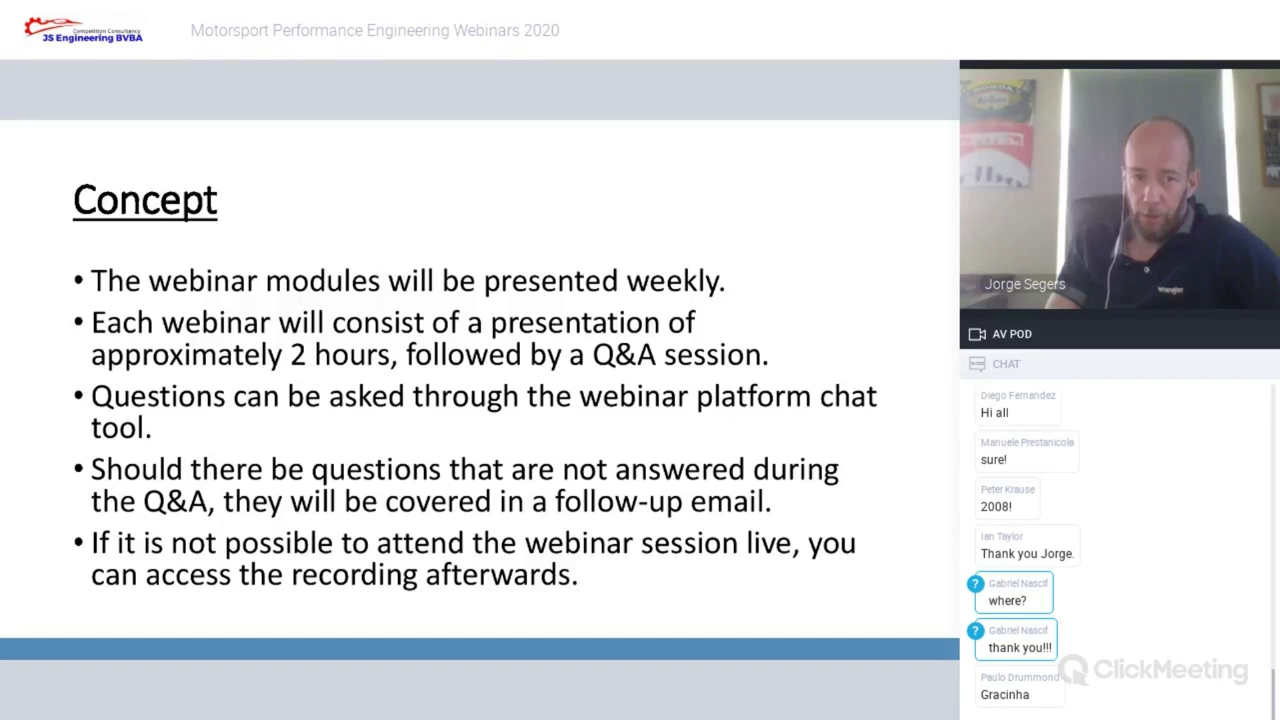 Competition Consultancy
JS Engineering BVBA
Motorsport Performance Engineering Webinars 2020
Concept
• The webinar modules will be presented weekly.
• Each webinar will consist of a presentation of
approximately 2 hours, followed by a Q&A session.
• Questions can be asked through the webinar platform chat
tool.
• Should there be questions that are not answered during
the Q&A, they will be covered in a follow-up email.
• If it is not possible to attend the webinar session live, you
can access the recording afterwards.
HONDA
Wrangler
Jorge Segers
AV POD
CHAT
Diego Fernandez
Hi all
Manuele Prestanicola
sure!
Peter Krause
2008!
Ian Taylor
Thank you Jorge.
? Gabriel Nascif
where?
? Gabriel Nascif
thank you!!!
Paulo Drummond
Gracinha
ClickMeeting